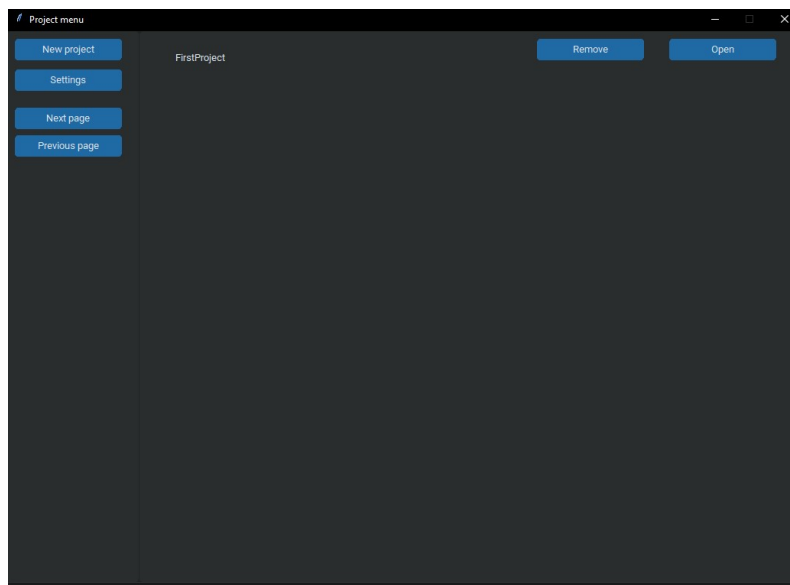 Project menu
New project
Settings
Next page
Previous page
FirstProject
Remove
Open